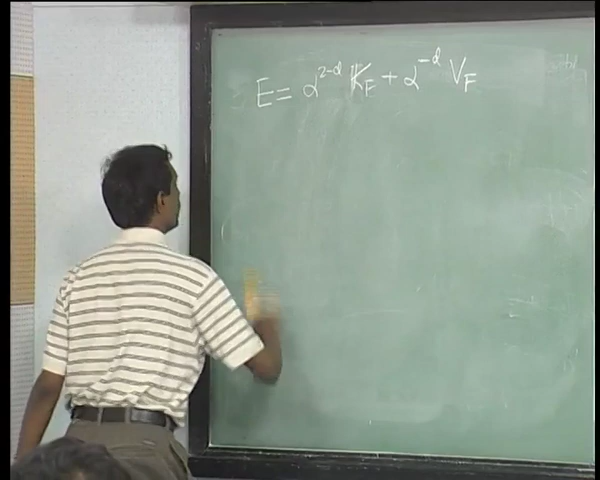 E = α^{2-d} K_F + α^{-d} V_F